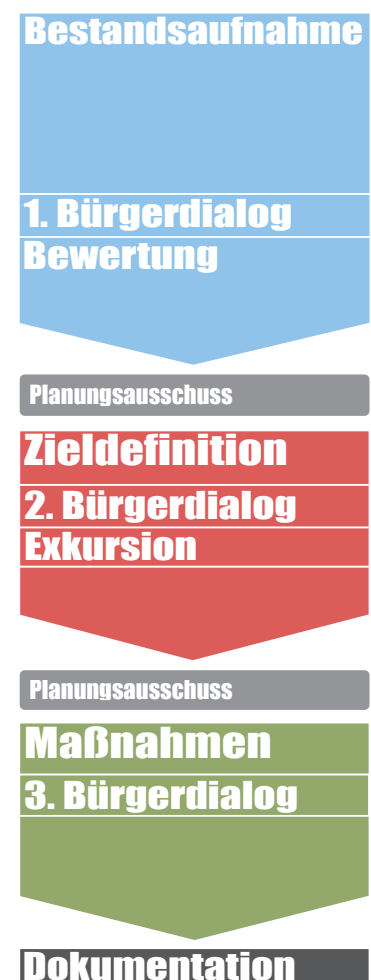 Bestandsaufnahme
1. Bürgerdialog
Bewertung
Planungsausschuss
Zieldefinition
2. Bürgerdialog
Exkursion
Planungsausschuss
Maßnahmen
3. Bürgerdialog
Dokumentation